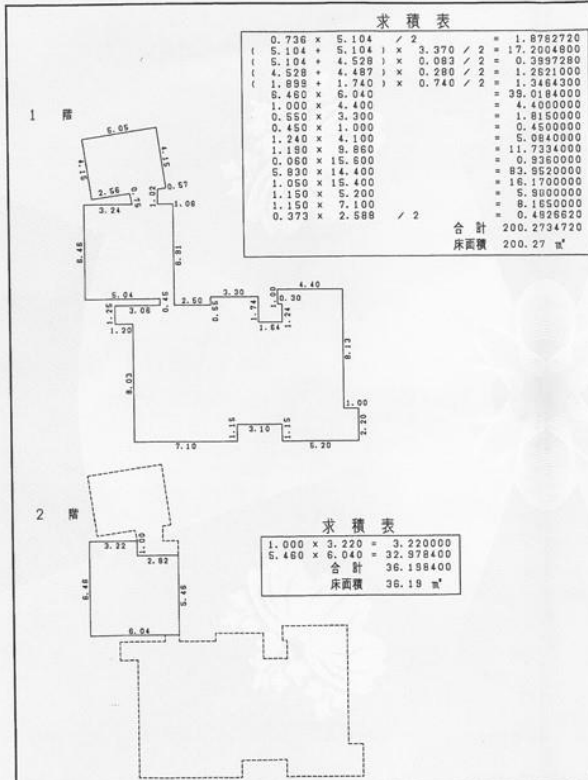 求積表
0.736 × 5.104 / 2 = 1.8782720
( 5.104 + 5.104 ) × 3.370 / 2 = 17.2004800
( 5.104 + 4.528 ) × 0.083 / 2 = 0.3997280
( 4.528 + 4.487 ) × 0.280 / 2 = 1.2621000
( 1.899 + 1.740 ) × 0.740 / 2 = 1.3464300
6.460 × 6.040 = 39.0184000
1.000 × 4.400 = 4.4000000
0.550 × 3.300 = 1.8150000
0.450 × 1.000 = 0.4500000
1.240 × 4.100 = 5.0840000
1.190 × 9.860 = 11.7334000
0.060 × 15.600 = 0.9360000
5.830 × 14.400 = 83.9520000
1.050 × 15.400 = 16.1700000
1.150 × 5.200 = 5.9800000
1.150 × 7.100 = 8.1650000
0.373 × 2.588 / 2 = 0.4826620
合計 200.2734720
床面積 200.27 ㎡
1 階
6.05
4.15
4.15
2.56
0.57
1.02
3.24
1.08
6.46
6.91
5.04
0.45
2.50
0.55
3.30
1.74
1.64
1.00
0.30
1.24
4.40
3.06
1.25
1.20
8.03
8.13
1.00
2.20
1.15
3.10
1.15
7.10
5.20
2 階
求積表
1.000 × 3.220 = 3.220000
5.460 × 6.040 = 32.978400
合計 36.198400
床面積 36.19 ㎡
3.22
1.00
2.82
6.46
5.46
6.04